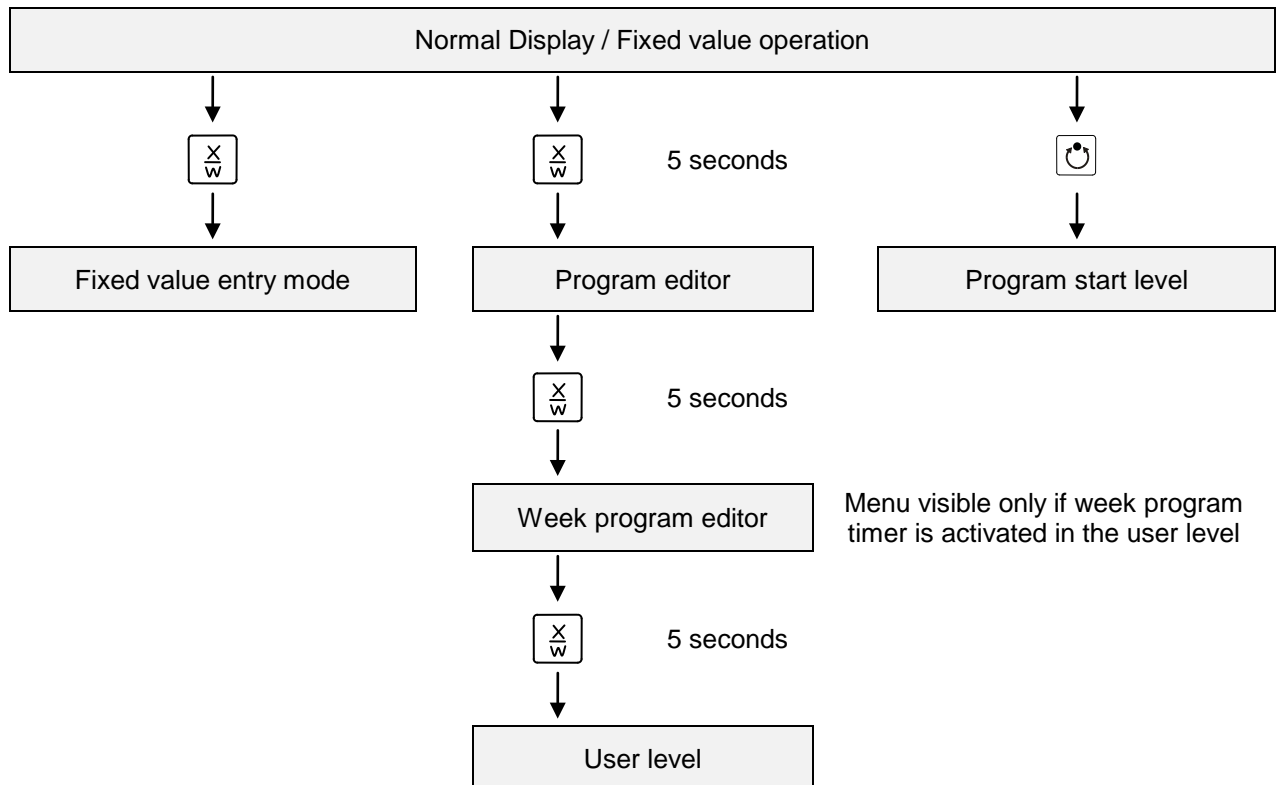 Normal Display / Fixed value operation
X
W
X
W
5 seconds
Fixed value entry mode
Program editor
Program start level
X
W
5 seconds
Week program editor
Menu visible only if week program
timer is activated in the user level
X
W
5 seconds
User level